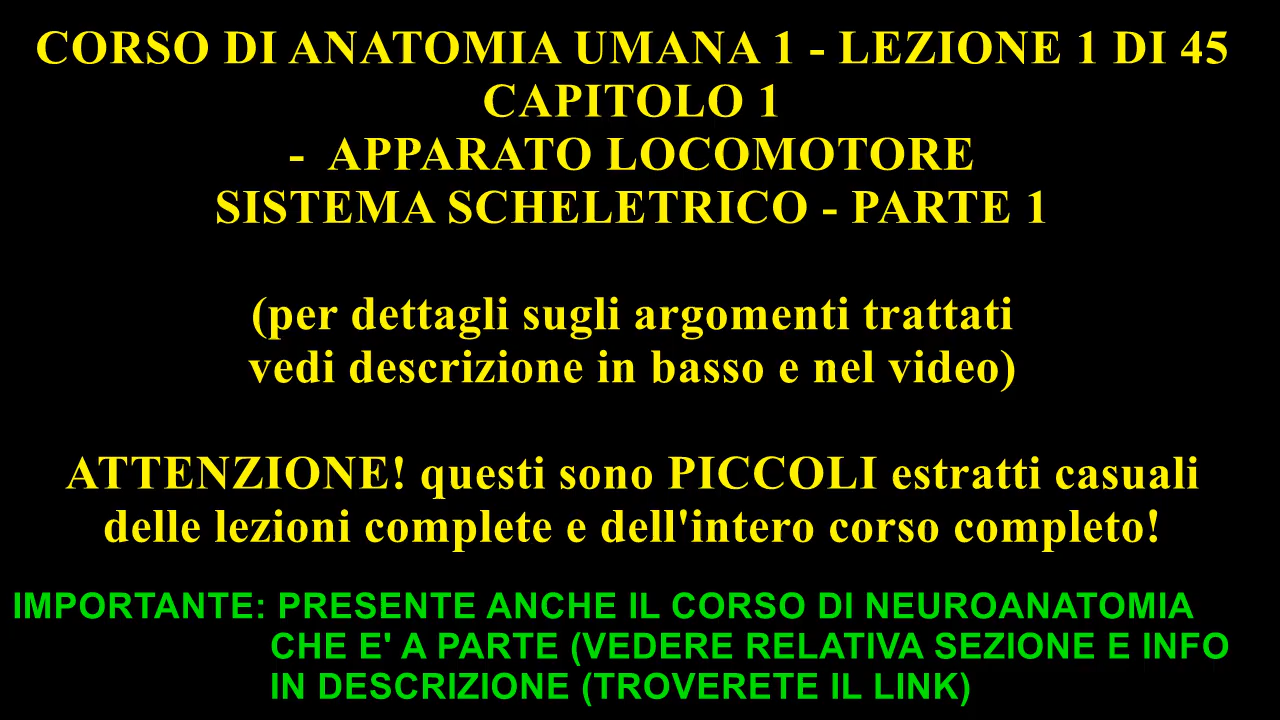 CORSO DI ANATOMIA UMANA 1 - LEZIONE 1 DI 45
CAPITOLO 1
- APPARATO LOCOMOTORE
SISTEMA SCHELETRICO - PARTE 1
(per dettagli sugli argomenti trattati
vedi descrizione in basso e nel video)
ATTENZIONE! questi sono PICCOLI estratti casuali
delle lezioni complete e dell'intero corso completo!
IMPORTANTE: PRESENTE ANCHE IL CORSO DI NEUROANATOMIA
CHE E' A PARTE (VEDERE RELATIVA SEZIONE E INFO
IN DESCRIZIONE (TROVERETE IL LINK)